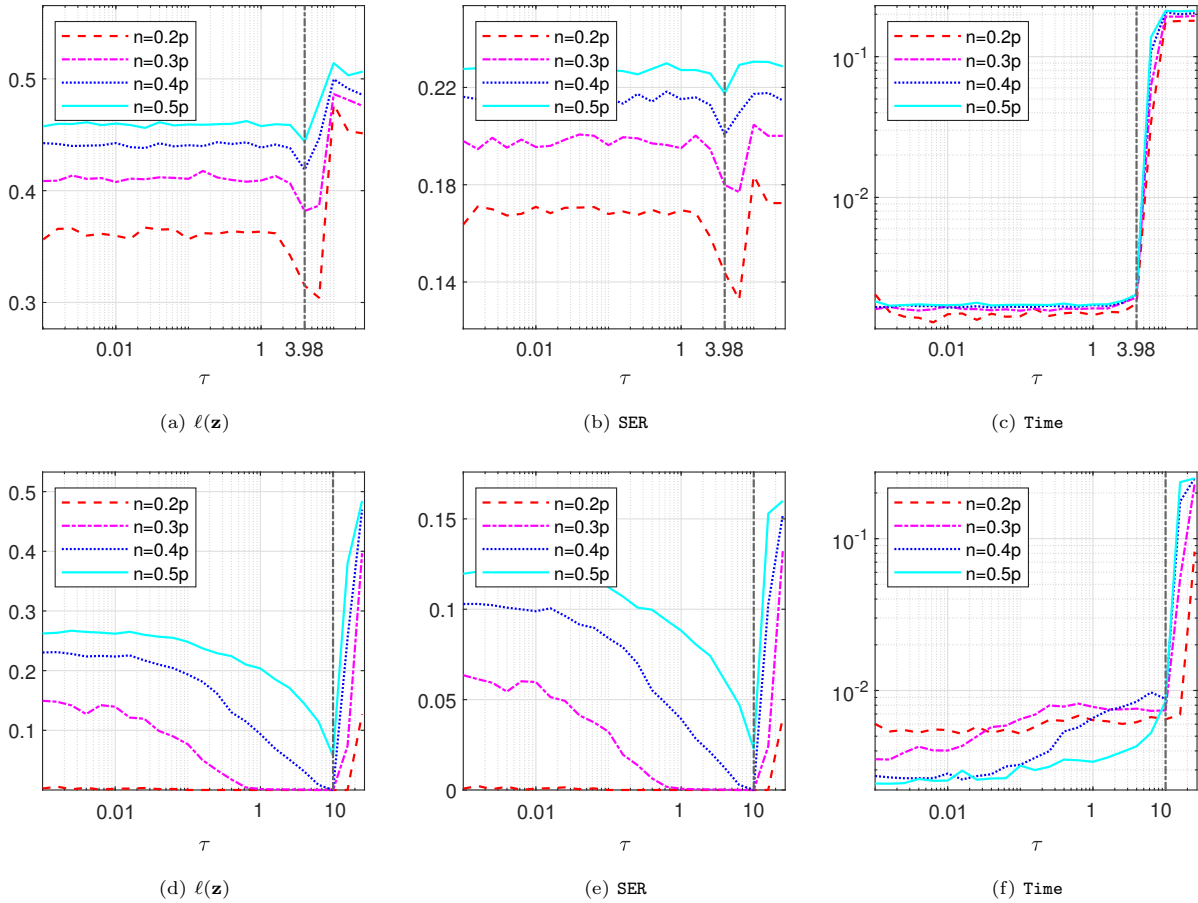 0.5
0.4
0.3
n=0.2p
n=0.3p
n=0.4p
n=0.5p
0.01
1
3.98
τ
(a) ℓ(z)
0.22
0.18
0.14
n=0.2p
n=0.3p
n=0.4p
n=0.5p
0.01
1
3.98
τ
(b) SER
10⁻¹
10⁻²
n=0.2p
n=0.3p
n=0.4p
n=0.5p
0.01
1
3.98
τ
(c) Time
0.5
0.4
0.3
0.2
0.1
n=0.2p
n=0.3p
n=0.4p
n=0.5p
0.01
1
10
τ
(d) ℓ(z)
0.15
0.1
0.05
0
n=0.2p
n=0.3p
n=0.4p
n=0.5p
0.01
1
10
τ
(e) SER
10⁻¹
10⁻²
n=0.2p
n=0.3p
n=0.4p
n=0.5p
0.01
1
10
τ
(f) Time